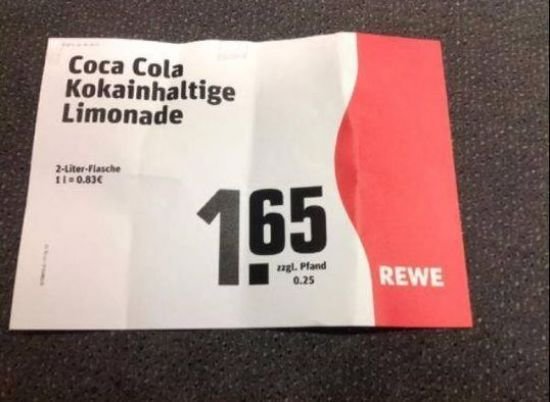 Coca Cola
Kokainhaltige
Limonade
2-Liter-Flasche
1 l = 0.83€
1.65
zzgl. Pfand
0.25
REWE